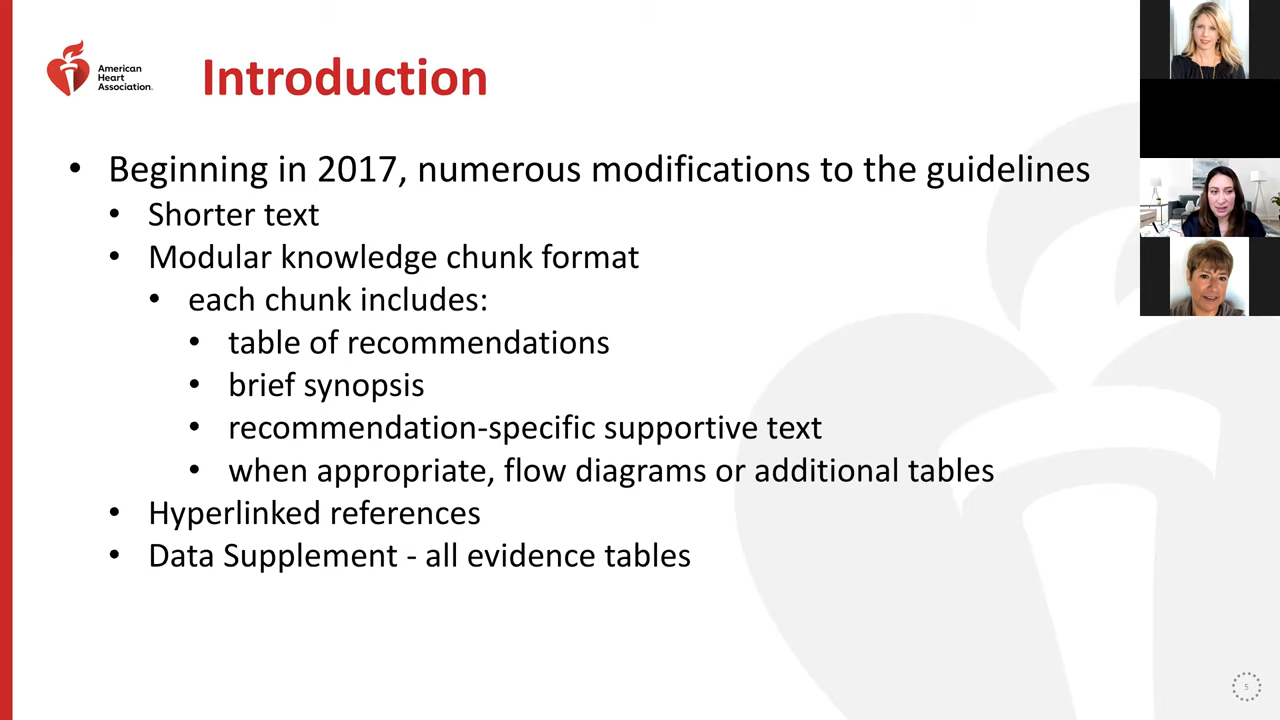 American
Heart
Association.
Introduction
• Beginning in 2017, numerous modifications to the guidelines
• Shorter text
• Modular knowledge chunk format
• each chunk includes:
• table of recommendations
• brief synopsis
• recommendation-specific supportive text
• when appropriate, flow diagrams or additional tables
• Hyperlinked references
• Data Supplement - all evidence tables
5